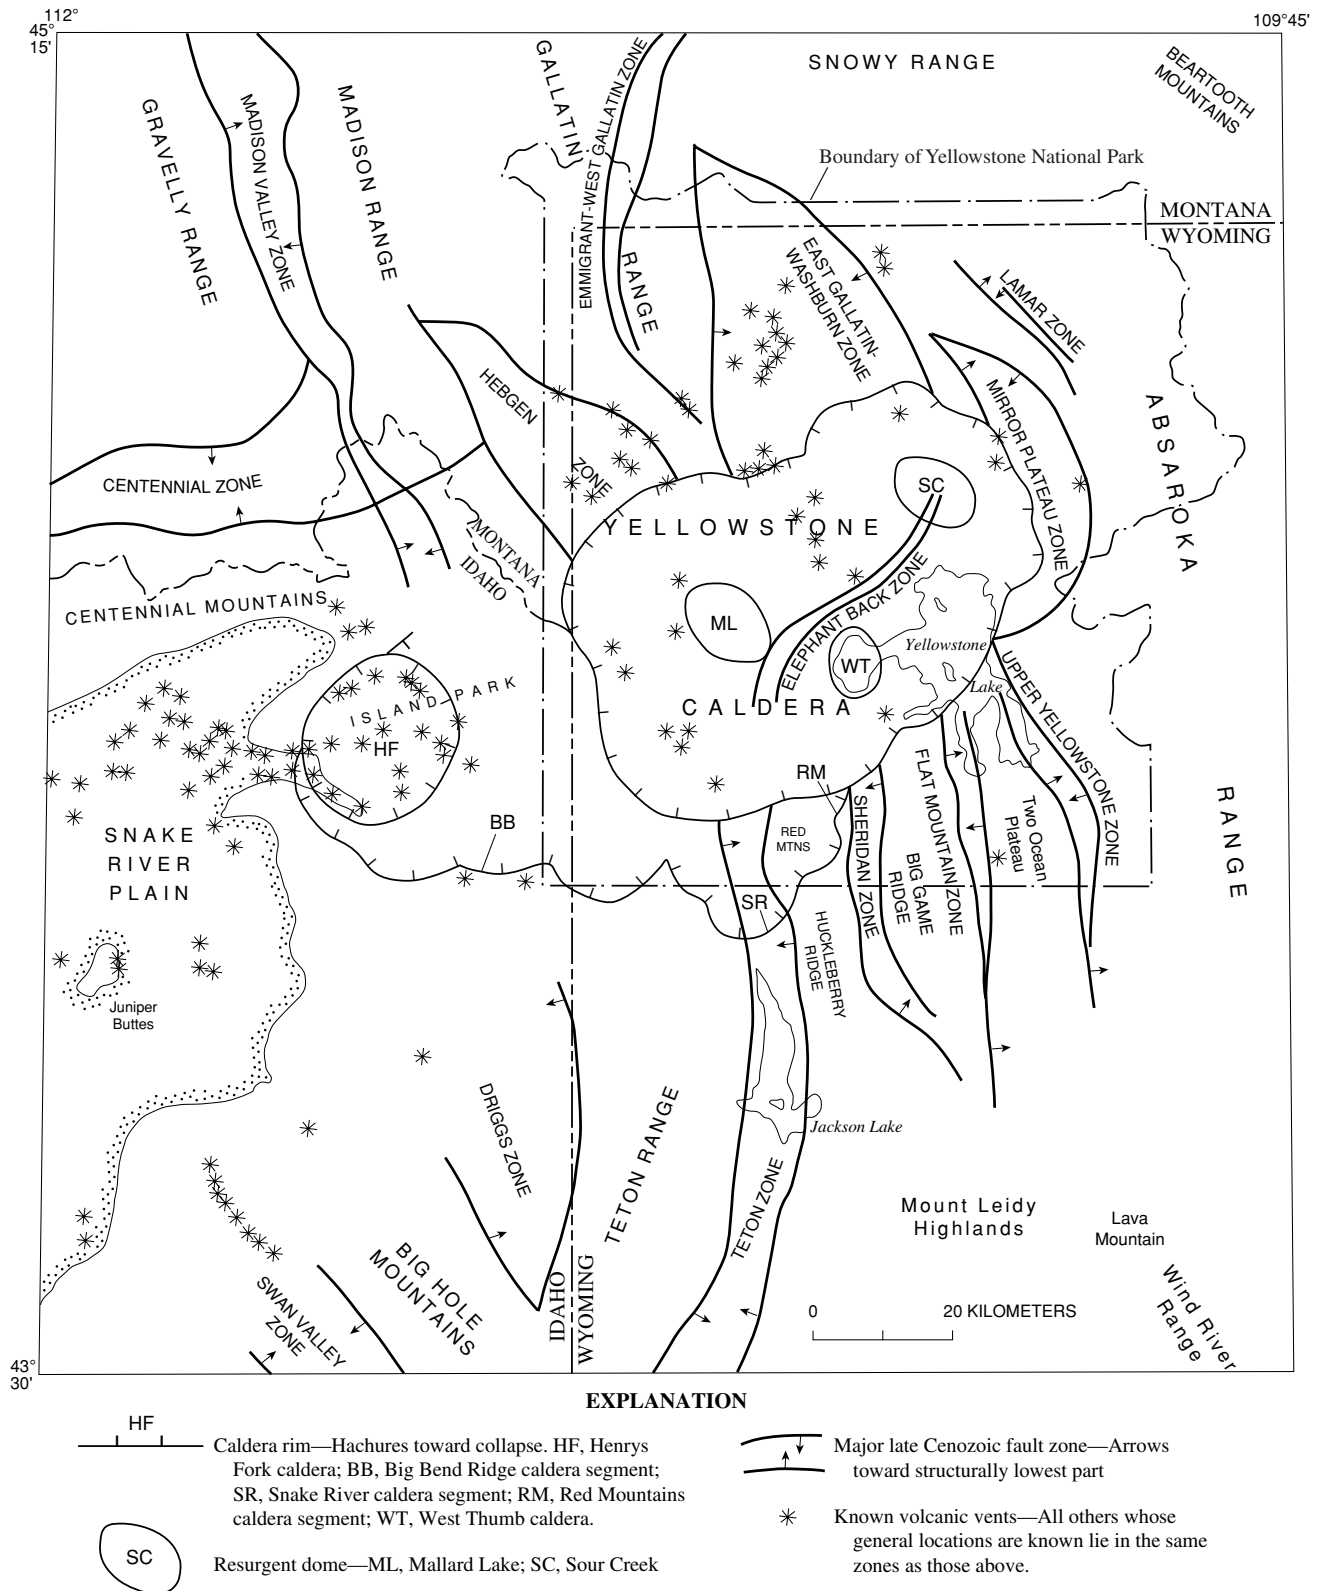 112°
109°45'
45°
15'
SNOWY RANGE
BEARTOOTH
MOUNTAINS
GALLATIN
EMMIGRANT-WEST GALLATIN ZONE
RANGE
GRAVELLY RANGE
MADISON VALLEY ZONE
MADISON RANGE
Boundary of Yellowstone National Park
MONTANA
WYOMING
EAST GALLATIN-
WASHBURN ZONE
LAMAR ZONE
HEBGEN
ZONE
MIRROR PLATEAU ZONE
ABSAROKA
RANGE
CENTENNIAL ZONE
SC
YELLOWSTONE
MONTANA
IDAHO
CENTENNIAL MOUNTAINS
ML
ELEPHANT BACK ZONE
WT
Yellowstone
Lake
UPPER YELLOWSTONE ZONE
ISLAND PARK
CALDERA
HF
RM
FLAT MOUNTAIN ZONE
SHERIDAN ZONE
Two Ocean
Plateau
BB
RED
MTNS
SNAKE
RIVER
PLAIN
BIG GAME
RIDGE
SR
HUCKLEBERRY
RIDGE
Juniper
Buttes
DRIGGS ZONE
TETON RANGE
Jackson Lake
TETON ZONE
Mount Leidy
Highlands
Lava
Mountain
BIG HOLE
MOUNTAINS
IDAHO
WYOMING
SWAN VALLEY
ZONE
Wind River
Range
0 20 KILOMETERS
43°
30'
EXPLANATION
HF
Caldera rim—Hachures toward collapse. HF, Henrys
Fork caldera; BB, Big Bend Ridge caldera segment;
SR, Snake River caldera segment; RM, Red Mountains
caldera segment; WT, West Thumb caldera.
SC
Resurgent dome—ML, Mallard Lake; SC, Sour Creek
Major late Cenozoic fault zone—Arrows
toward structurally lowest part
Known volcanic vents—All others whose
general locations are known lie in the same
zones as those above.